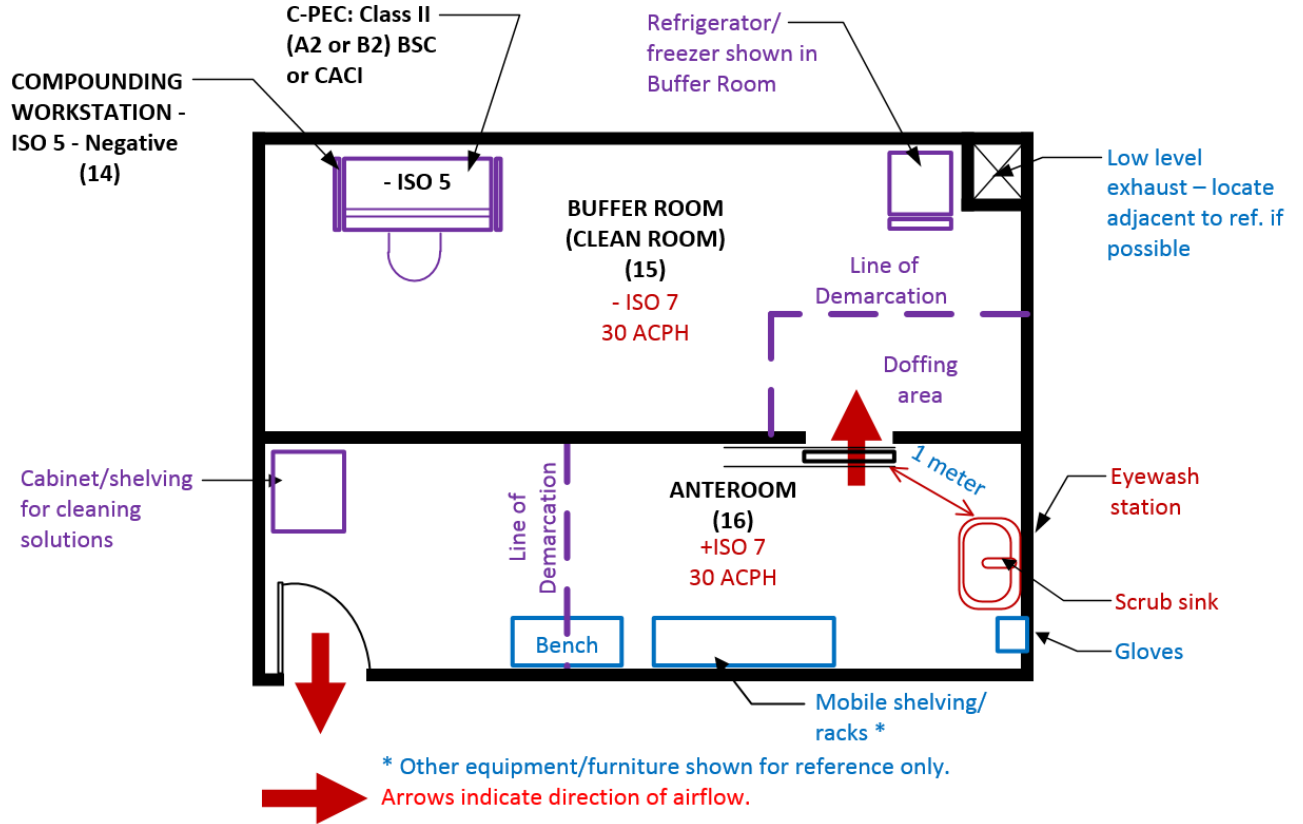 C-PEC: Class II
(A2 or B2) BSC
or CACI
Refrigerator/
freezer shown in
Buffer Room
COMPOUNDING
WORKSTATION -
ISO 5 - Negative
(14)
Low level
exhaust – locate
adjacent to ref. if
possible
- ISO 5
BUFFER ROOM
(CLEAN ROOM)
(15)
- ISO 7
30 ACPH
Line of
Demarcation
Doffing
area
Cabinet/shelving
for cleaning
solutions
Line of
Demarcation
ANTEROOM
(16)
+ISO 7
30 ACPH
1 meter
Eyewash
station
Scrub sink
Gloves
Bench
Mobile shelving/
racks *
* Other equipment/furniture shown for reference only.
Arrows indicate direction of airflow.